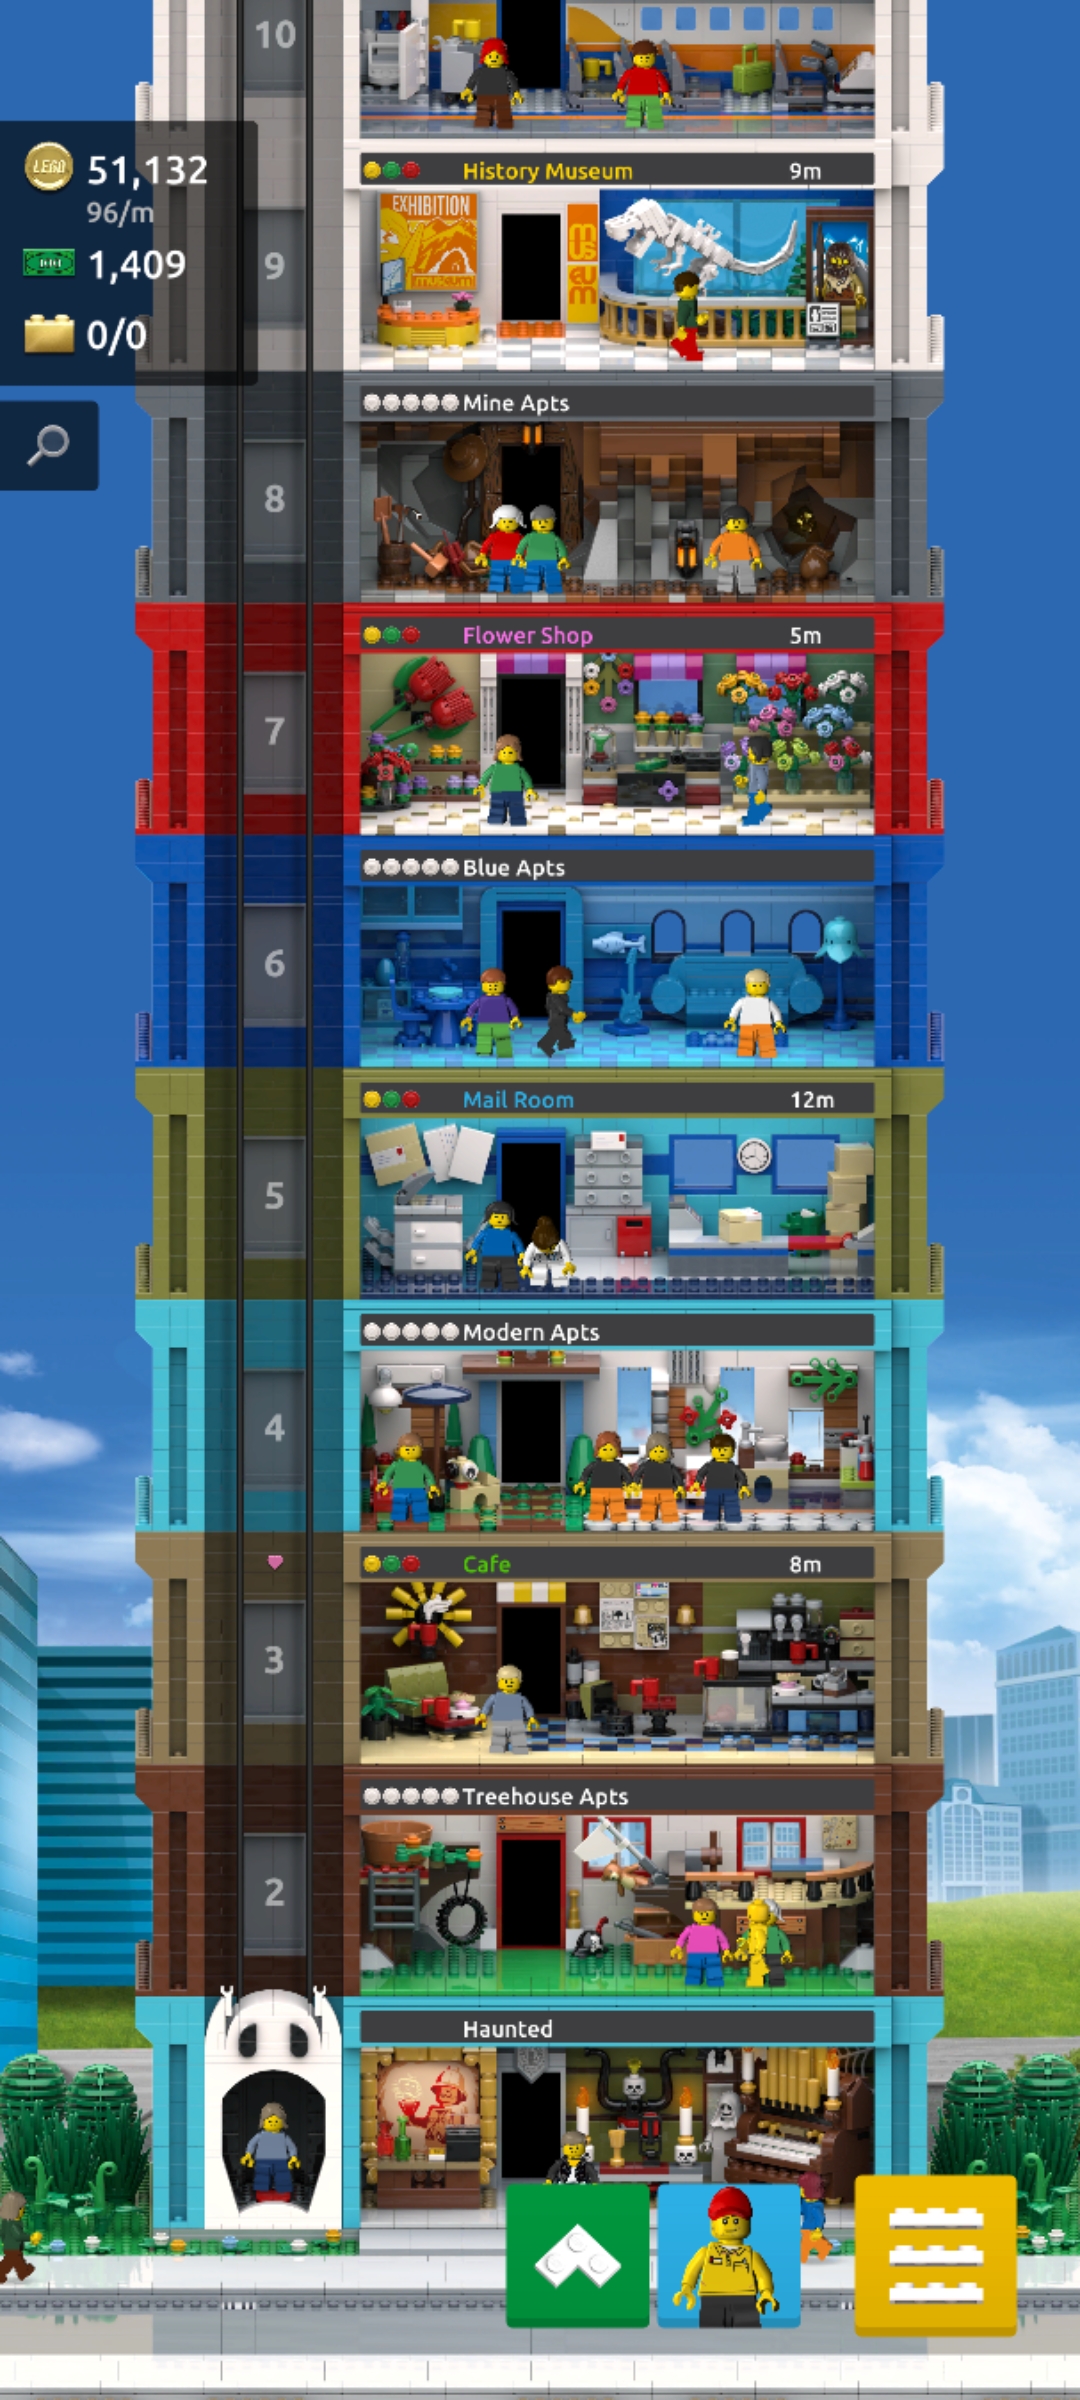 10
LEGO 51,132
96/m
1,409
0/0
History Museum 9m
EXHIBITION
museum
mus
eum
9
Mine Apts
8
Flower Shop 5m
7
Blue Apts
6
Mail Room 12m
5
Modern Apts
4
Cafe 8m
3
Treehouse Apts
2
Haunted